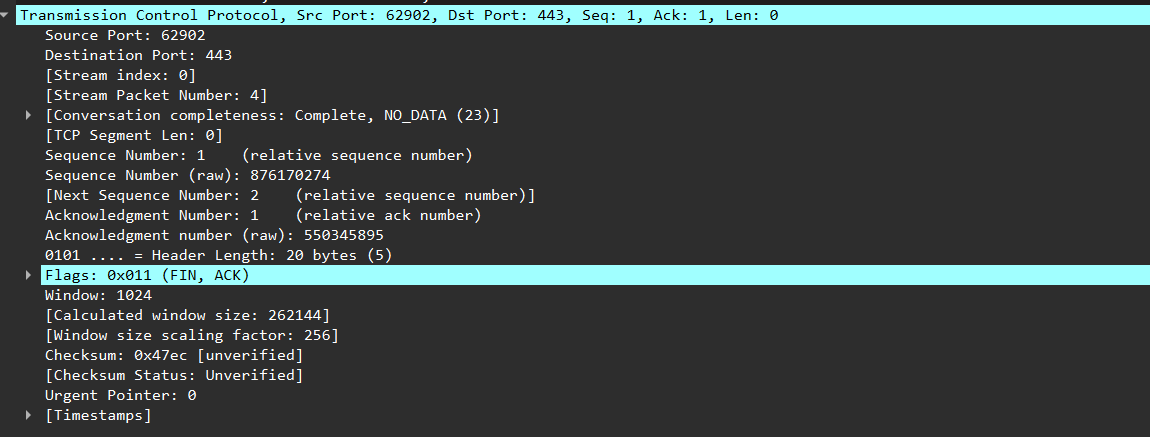 Transmission Control Protocol, Src Port: 62902, Dst Port: 443, Seq: 1, Ack: 1, Len: 0
Source Port: 62902
Destination Port: 443
[Stream index: 0]
[Stream Packet Number: 4]
[Conversation completeness: Complete, NO_DATA (23)]
[TCP Segment Len: 0]
Sequence Number: 1    (relative sequence number)
Sequence Number (raw): 876170274
[Next Sequence Number: 2    (relative sequence number)]
Acknowledgment Number: 1    (relative ack number)
Acknowledgment number (raw): 550345895
0101 .... = Header Length: 20 bytes (5)
Flags: 0x011 (FIN, ACK)
Window: 1024
[Calculated window size: 262144]
[Window size scaling factor: 256]
Checksum: 0x47ec [unverified]
[Checksum Status: Unverified]
Urgent Pointer: 0
[Timestamps]